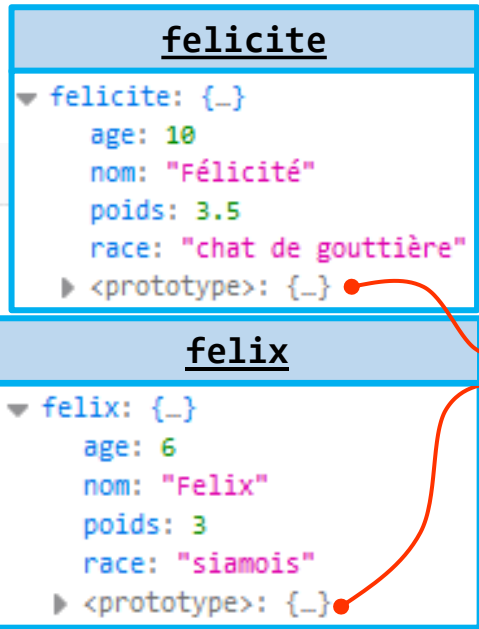 felicite
felicite: {…}
age: 10
nom: "Félicité"
poids: 3.5
race: "chat de gouttière"
<prototype>: {…}
felix
felix: {…}
age: 6
nom: "Felix"
poids: 3
race: "siamois"
<prototype>: {…}